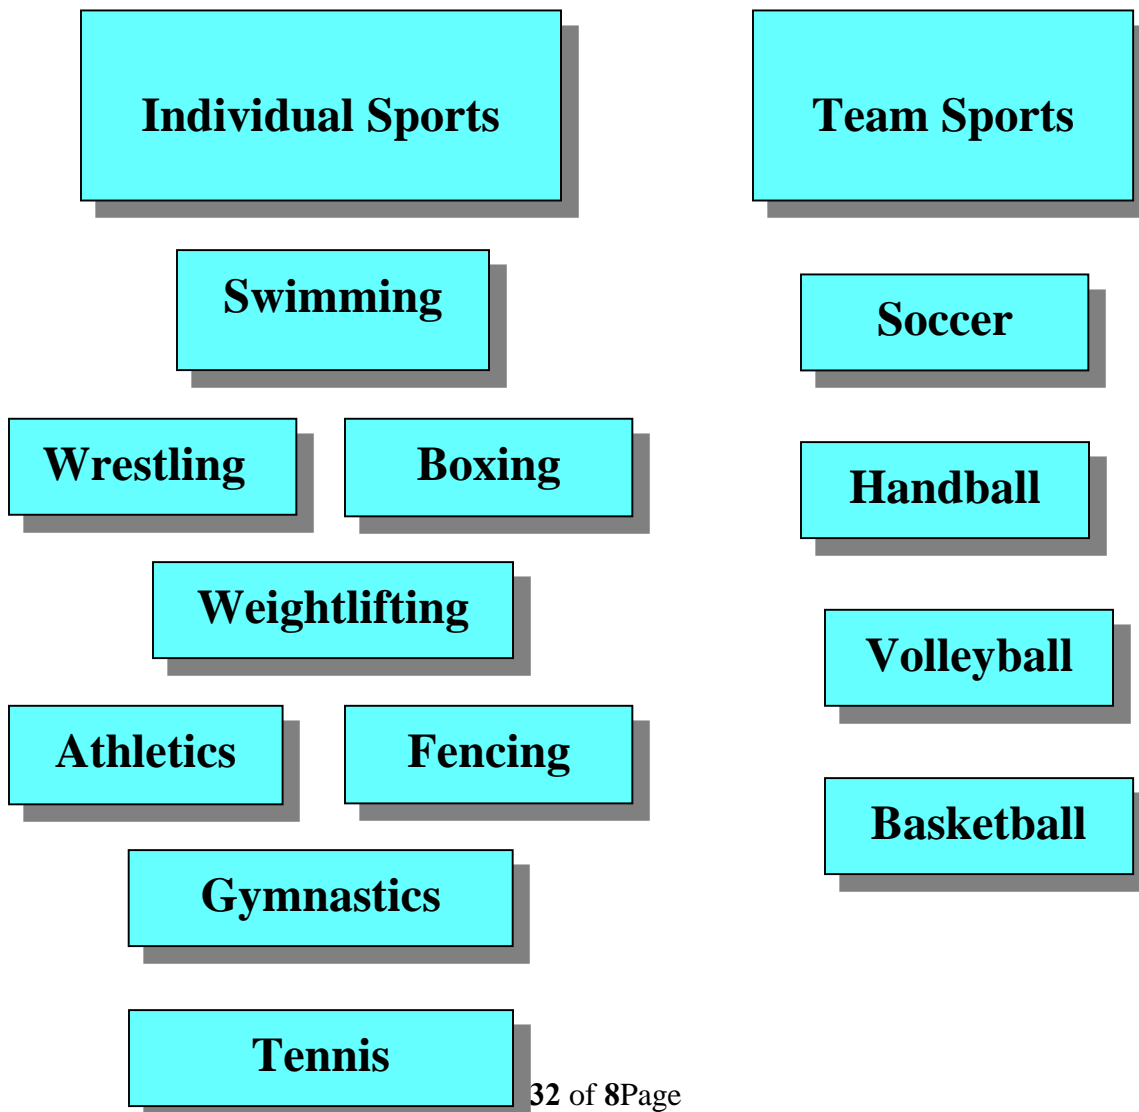 Individual Sports
Team Sports
Swimming
Soccer
Wrestling
Boxing
Handball
Weightlifting
Volleyball
Athletics
Fencing
Basketball
Gymnastics
Tennis
32 of 8Page